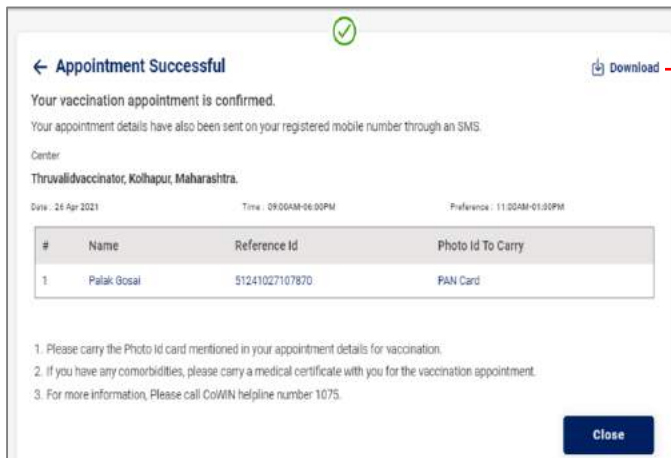 ← Appointment Successful
Download
Your vaccination appointment is confirmed.
Your appointment details have also been sent on your registered mobile number through an SMS.
Center
Thruvalidvaccinator, Kolhapur, Maharashtra.
Date : 26 Apr 2021 Time : 09:00AM-06:00PM Preference : 11:00AM-01:00PM
# Name Reference Id Photo Id To Carry
1 Palak Gosai 51241027107870 PAN Card
1. Please carry the Photo Id card mentioned in your appointment details for vaccination.
2. If you have any comorbidities, please carry a medical certificate with you for the vaccination appointment.
3. For more information, Please call CoWIN helpline number 1075.
Close